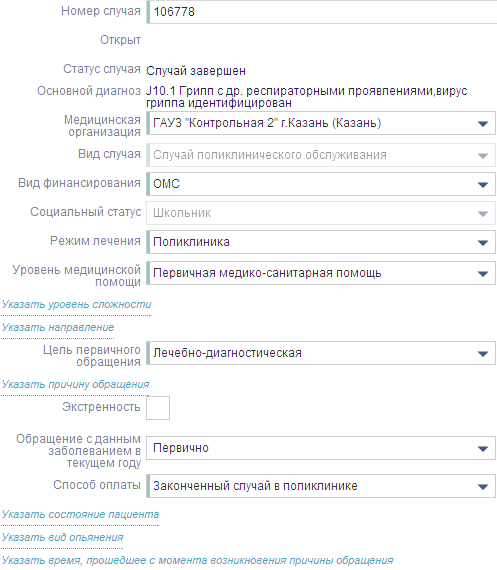 Номер случая 106778
Открыт
Статус случая Случай завершен
Основной диагноз J10.1 Грипп с др. респираторными проявлениями,вирус
гриппа идентифицирован
Медицинская
организация ГАУЗ "Контрольная 2" г.Казань (Казань)
Вид случая Случай поликлинического обслуживания
Вид финансирования ОМС
Социальный статус Школьник
Режим лечения Поликлиника
Уровень медицинской
помощи Первичная медико-санитарная помощь
Указать уровень сложности
Указать направление
Цель первичного
обращения Лечебно-диагностическая
Указать причину обращения
Экстренность
Обращение с данным
заболеванием в
текущем году Первично
Способ оплаты Законченный случай в поликлинике
Указать состояние пациента
Указать вид опьянения
Указать время, прошедшее с момента возникновения причины обращения